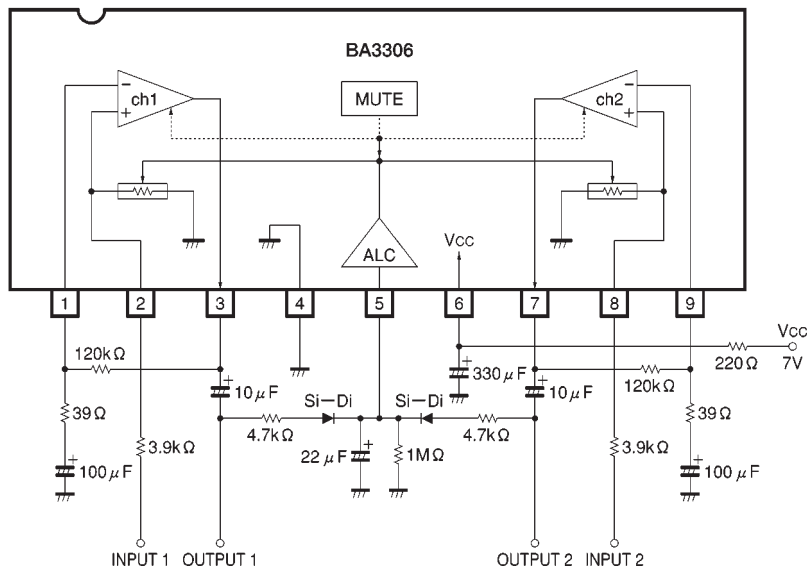 BA3306
ch1
MUTE
ch2
−
+
−
+
ALC
VCC
1
2
3
4
5
6
7
8
9
120kΩ
10μF
39Ω
100μF
3.9kΩ
4.7kΩ
Si−Di
22μF
1MΩ
Si−Di
4.7kΩ
330μF
10μF
120kΩ
220Ω
VCC
7V
39Ω
3.9kΩ
100μF
+
+
+
+
+
+
INPUT 1
OUTPUT 1
OUTPUT 2
INPUT 2